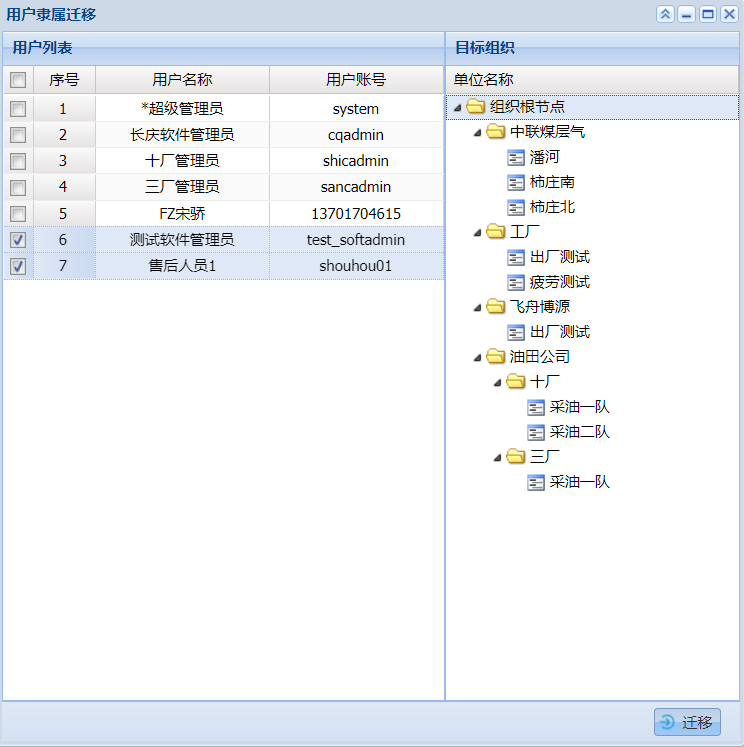 用户隶属迁移
用户列表
序号 用户名称 用户账号
1 *超级管理员 system
2 长庆软件管理员 cqadmin
3 十厂管理员 shicadmin
4 三厂管理员 sancadmin
5 FZ宋骄 13701704615
6 测试软件管理员 test_softadmin
7 售后人员1 shouhou01
目标组织
单位名称
组织根节点
中联煤层气
潘河
柿庄南
柿庄北
工厂
出厂测试
疲劳测试
飞舟博源
出厂测试
油田公司
十厂
采油一队
采油二队
三厂
采油一队
迁移